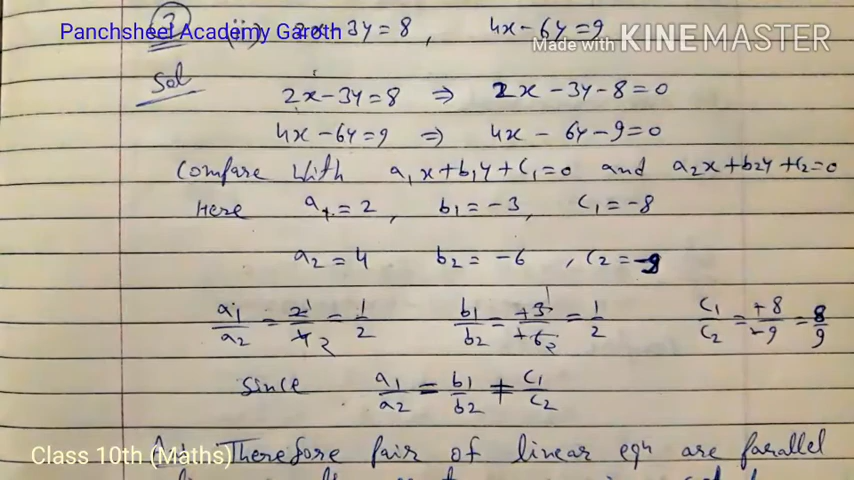 Panchsheel Academy Garoth
Made with KINEMASTER
3 (ii) 2x-3y=8, 4x-6y=9
Sol
2x-3y=8 ⇒ 2x-3y-8=0
4x-6y=9 ⇒ 4x-6y-9=0
Compare with a₁x+b₁y+c₁=0 and a₂x+b₂y+c₂=0
Here a₁=2, b₁=-3, c₁=-8
a₂=4 b₂=-6, c₂=-9
a₁/a₂=2/4=1/2 b₁/b₂=-3/-6=1/2 c₁/c₂=-8/-9=8/9
Since a₁/a₂=b₁/b₂≠c₁/c₂
Therefore pair of linear eqn are parallel
Class 10th (Maths)